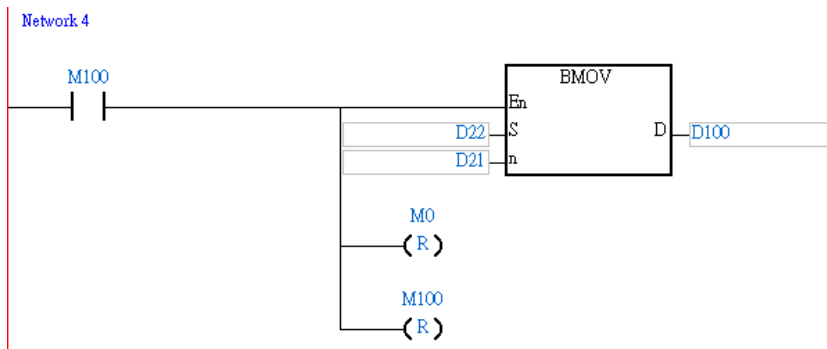 Network 4
M100
BMOV
En
D22 S D D100
D21 n
M0
R
M100
R